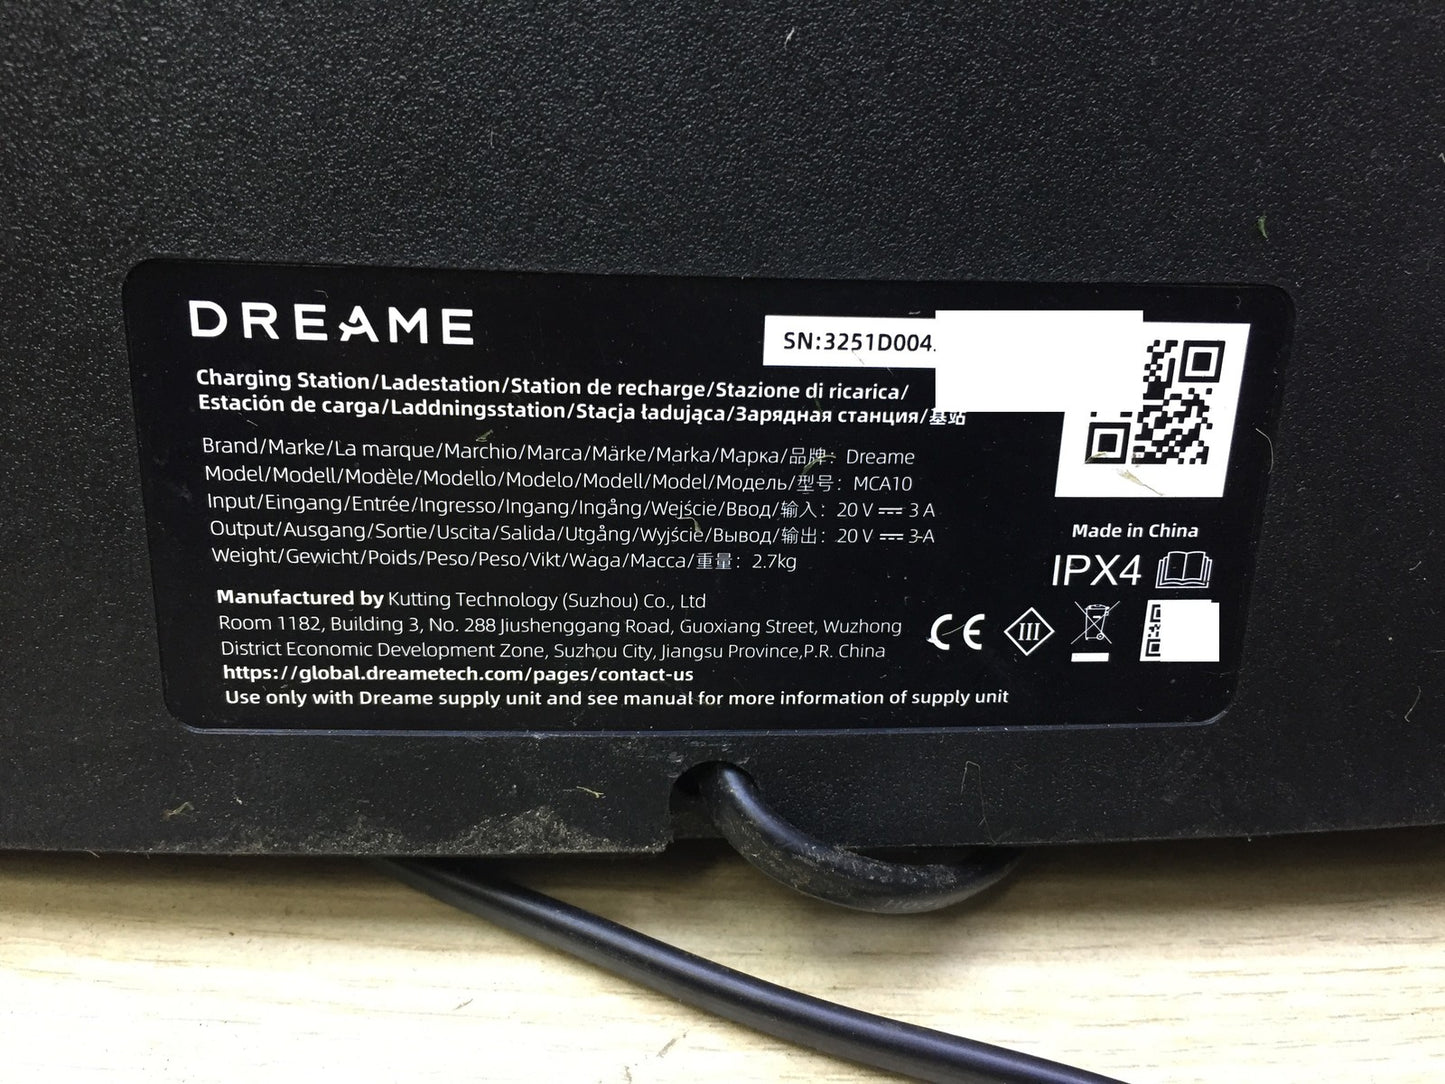 DREAME
SN:3251D004
Charging Station/Ladestation/Station de recharge/Stazione di ricarica/
Estación de carga/Laddningsstation/Stacja ładująca/Зарядная станция/基站
Brand/Marke/La marque/Marchio/Marca/Märke/Marka/Марка/品牌: Dreame
Model/Modell/Modèle/Modello/Modelo/Modell/Model/Модель/型号: MCA10
Input/Eingang/Entrée/Ingresso/Ingang/Ingång/Wejście/Ввод/输入: 20 V ⎓ 3 A
Output/Ausgang/Sortie/Uscita/Salida/Utgång/Wyjście/Вывод/输出: 20 V ⎓ 3 A
Weight/Gewicht/Poids/Peso/Peso/Vikt/Waga/Macca/重量: 2.7kg
Manufactured by Kutting Technology (Suzhou) Co., Ltd
Room 1182, Building 3, No. 288 Jiushenggang Road, Guoxiang Street, Wuzhong
District Economic Development Zone, Suzhou City, Jiangsu Province,P.R. China
https://global.dreametech.com/pages/contact-us
Use only with Dreame supply unit and see manual for more information of supply unit
Made in China
IPX4
CE III